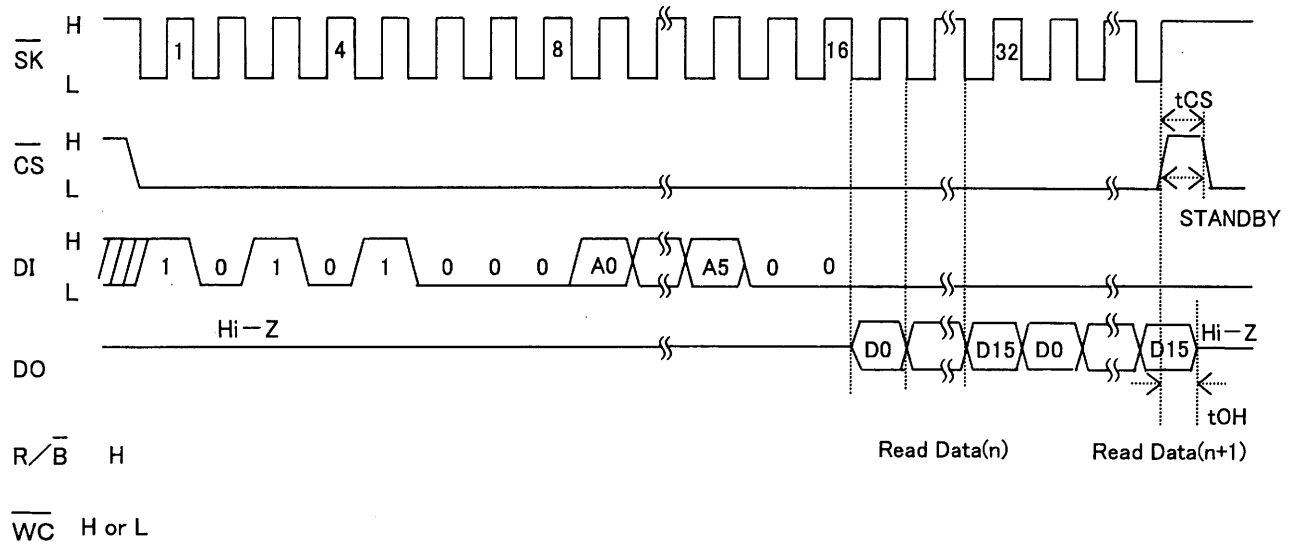 H
SK
L
1 4 8 16 32
tCS
H
CS
L
STANDBY
H
DI
L
1 0 1 0 1 0 0 0 A0 A5 0 0
Hi−Z
DO
D0 D15 D0 D15
Hi−Z
tOH
R/B H
Read Data(n) Read Data(n+1)
WC H or L